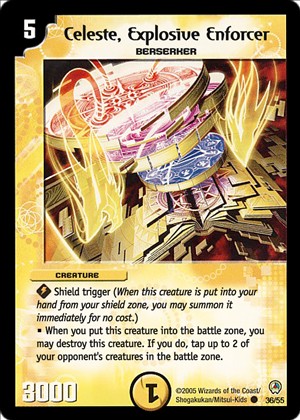 5
Celeste, Explosive Enforcer
BERSERKER
CREATURE
Shield trigger (When this creature is put into your
hand from your shield zone, you may summon it
immediately for no cost.)
▪ When you put this creature into the battle zone, you
may destroy this creature. If you do, tap up to 2 of
your opponent's creatures in the battle zone.
3000
1
©2005 Wizards of the Coast/
Shogakukan/Mitsui-Kids ● 36/55